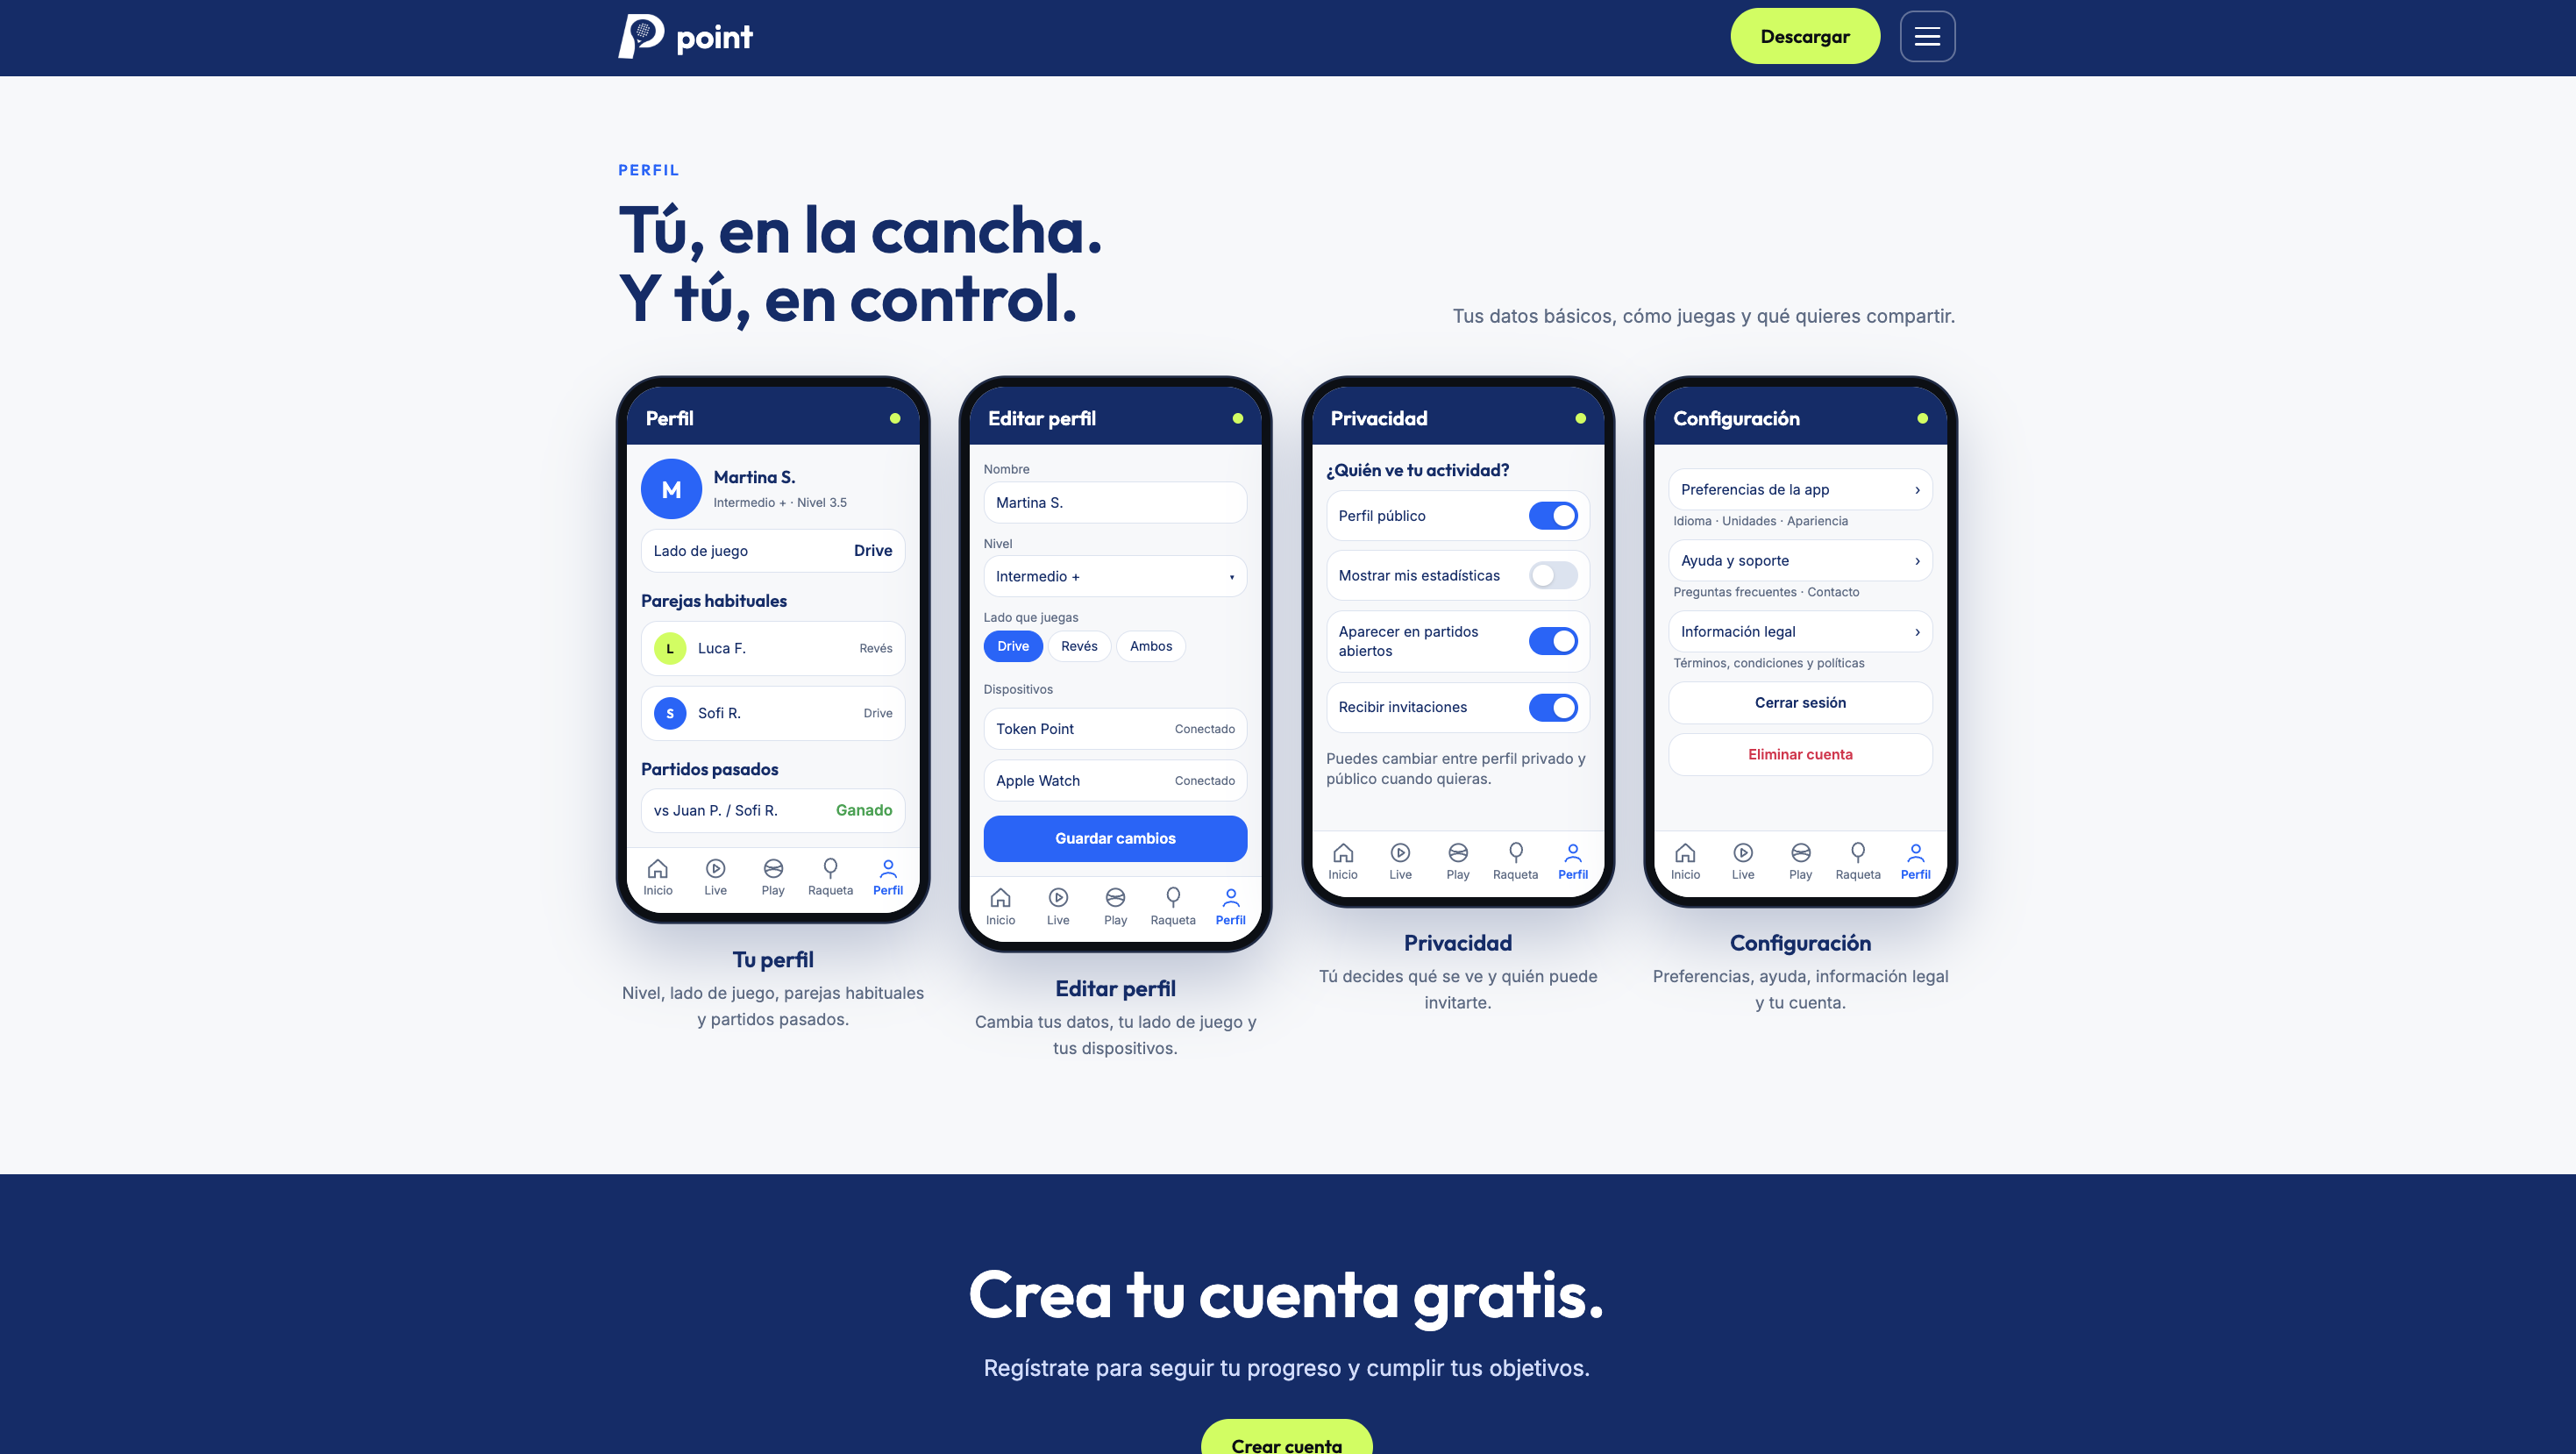 point
Descargar
PERFIL
Tú, en la cancha.
Y tú, en control.
Tus datos básicos, cómo juegas y qué quieres compartir.
Perfil
M
Martina S.
Intermedio + · Nivel 3.5
Lado de juego
Drive
Parejas habituales
L
Luca F.
Revés
S
Sofi R.
Drive
Partidos pasados
vs Juan P. / Sofi R.
Ganado
Inicio
Live
Play
Raqueta
Perfil
Tu perfil
Nivel, lado de juego, parejas habituales
y partidos pasados.
Editar perfil
Nombre
Martina S.
Nivel
Intermedio +
Lado que juegas
Drive
Revés
Ambos
Dispositivos
Token Point
Conectado
Apple Watch
Conectado
Guardar cambios
Inicio
Live
Play
Raqueta
Perfil
Editar perfil
Cambia tus datos, tu lado de juego y
tus dispositivos.
Privacidad
¿Quién ve tu actividad?
Perfil público
Mostrar mis estadísticas
Aparecer en partidos
abiertos
Recibir invitaciones
Puedes cambiar entre perfil privado y
público cuando quieras.
Inicio
Live
Play
Raqueta
Perfil
Privacidad
Tú decides qué se ve y quién puede
invitarte.
Configuración
Preferencias de la app
Idioma · Unidades · Apariencia
Ayuda y soporte
Preguntas frecuentes · Contacto
Información legal
Términos, condiciones y políticas
Cerrar sesión
Eliminar cuenta
Inicio
Live
Play
Raqueta
Perfil
Configuración
Preferencias, ayuda, información legal
y tu cuenta.
Crea tu cuenta gratis.
Regístrate para seguir tu progreso y cumplir tus objetivos.
Crear cuenta